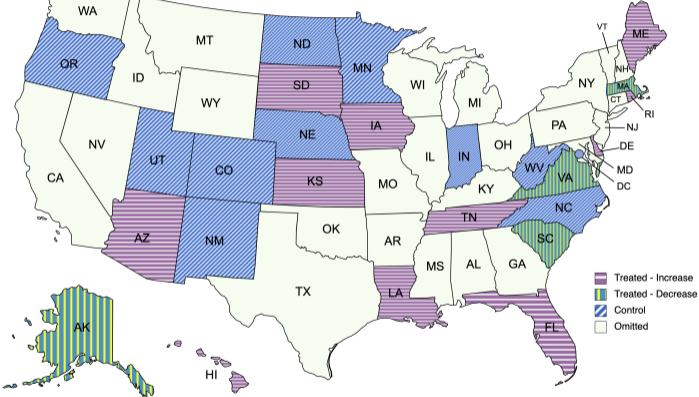 WA
MT
ND
MN
OR
ID
SD
WI
WY
MI
NY
VT
NH
ME
MA
CT
RI
NV
UT
CO
NE
IA
IL
IN
OH
PA
NJ
DE
MD
DC
CA
KS
MO
KY
WV
VA
NC
AZ
NM
OK
AR
TN
SC
TX
LA
MS
AL
GA
FL
AK
HI
Treated - Increase
Treated - Decrease
Control
Omitted